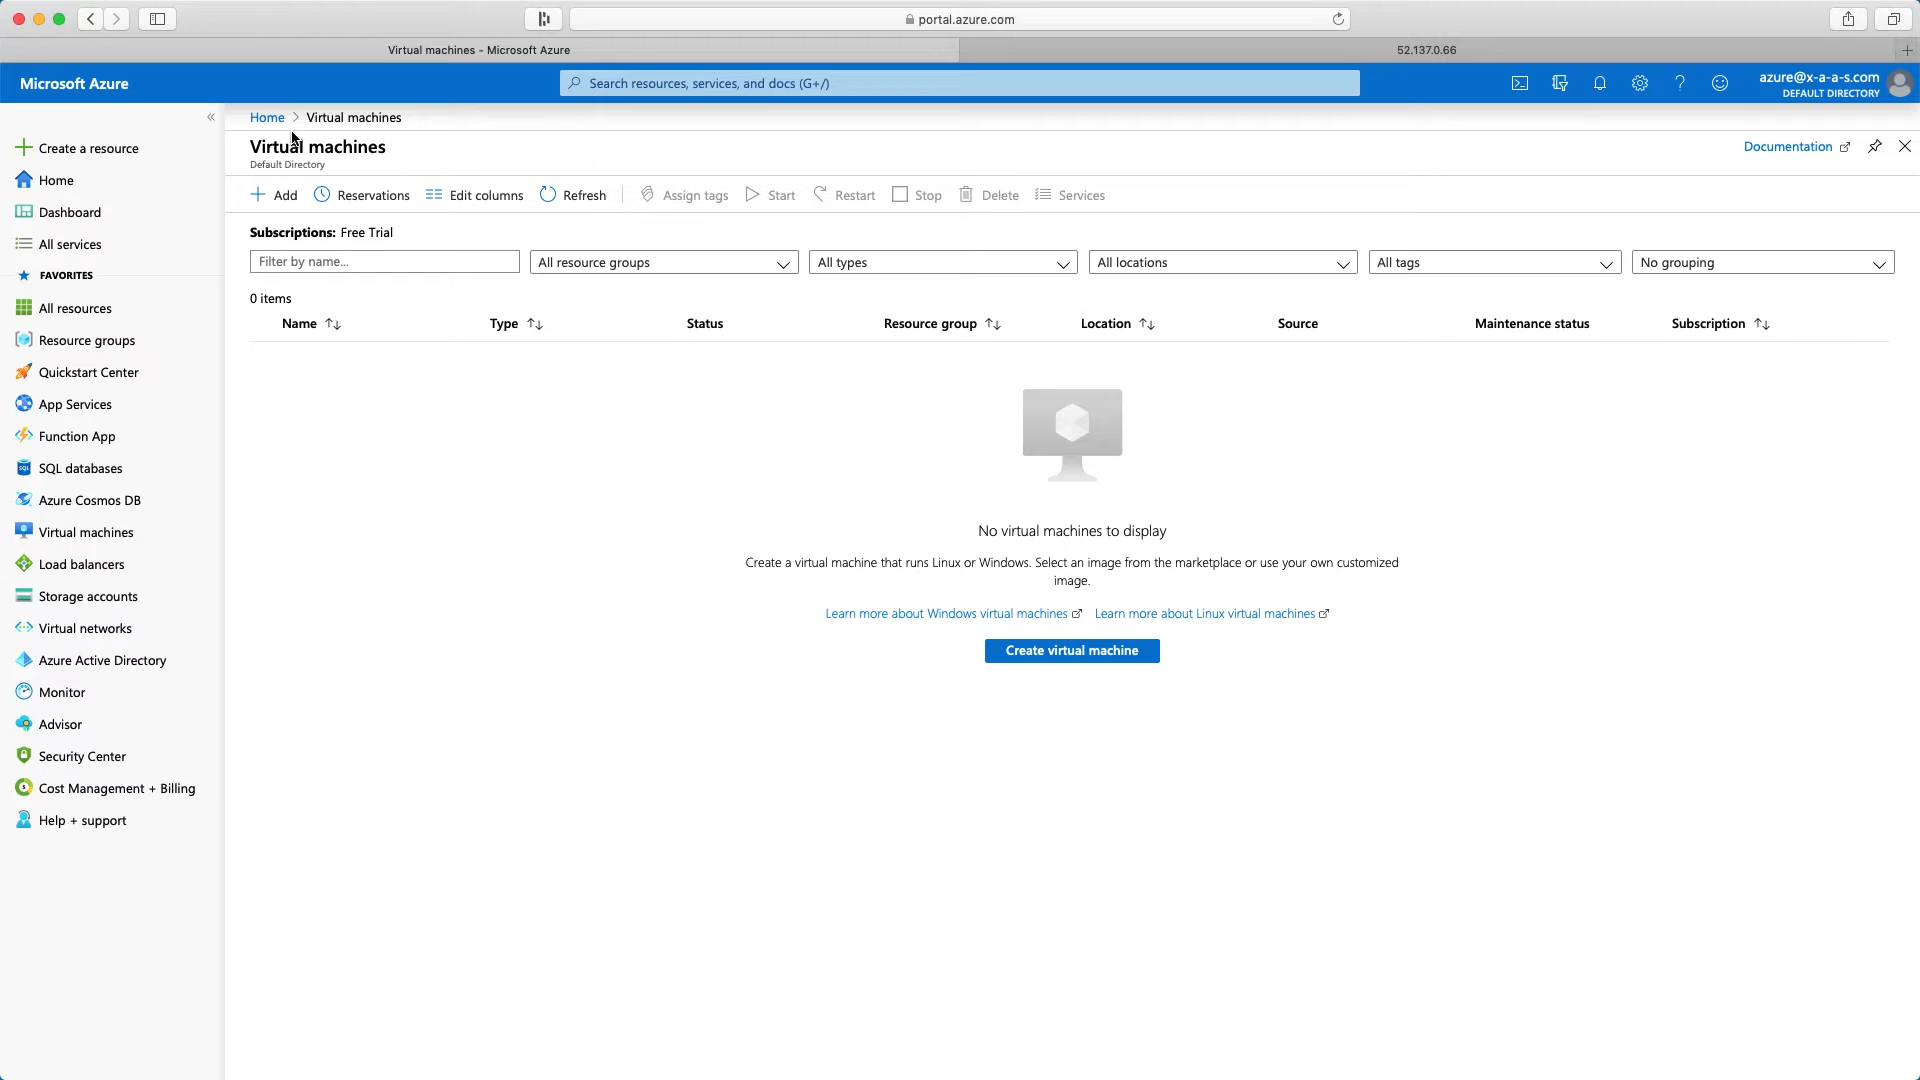 portal.azure.com
Virtual machines - Microsoft Azure
52.137.0.66
Microsoft Azure
Search resources, services, and docs (G+/)
azure@x-a-a-s.com
DEFAULT DIRECTORY
Home > Virtual machines
Virtual machines
Default Directory
Documentation
Create a resource
Home
Dashboard
All services
FAVORITES
All resources
Resource groups
Quickstart Center
App Services
Function App
SQL databases
Azure Cosmos DB
Virtual machines
Load balancers
Storage accounts
Virtual networks
Azure Active Directory
Monitor
Advisor
Security Center
Cost Management + Billing
Help + support
Add Reservations Edit columns Refresh Assign tags Start Restart Stop Delete Services
Subscriptions: Free Trial
Filter by name... All resource groups All types All locations All tags No grouping
0 items
Name Type Status Resource group Location Source Maintenance status Subscription
No virtual machines to display
Create a virtual machine that runs Linux or Windows. Select an image from the marketplace or use your own customized
image.
Learn more about Windows virtual machines Learn more about Linux virtual machines
Create virtual machine